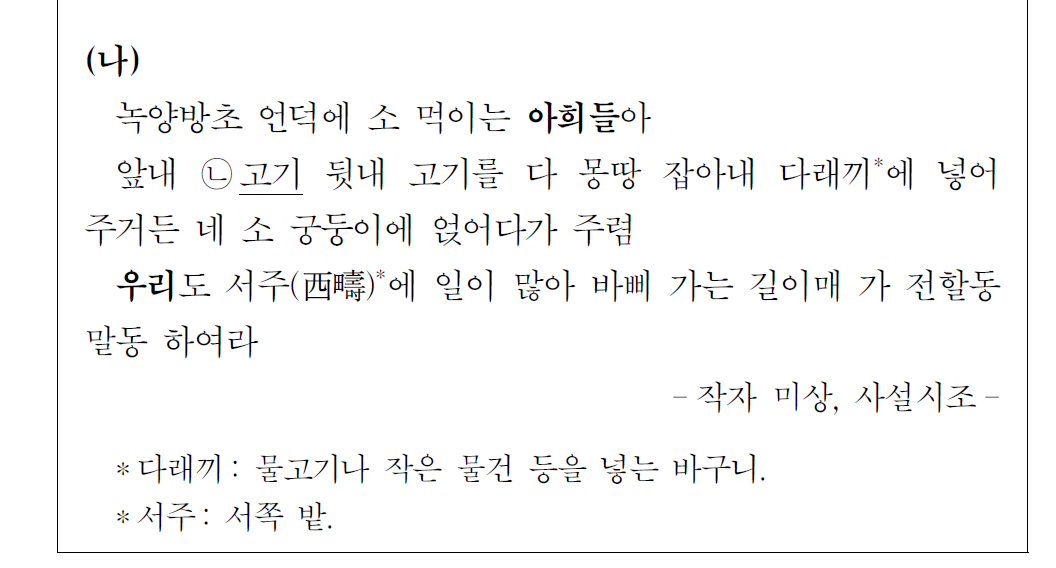 (나)
녹양방초 언덕에 소 먹이는 아희들아
앞내 ㉡고기 뒷내 고기를 다 몽땅 잡아내 다래끼*에 넣어
주거든 네 소 궁둥이에 얹어다가 주렴
우리도 서주(西疇)*에 일이 많아 바삐 가는 길이매 가 전할동
말동 하여라
- 작자 미상, 사설시조 -
* 다래끼 : 물고기나 작은 물건 등을 넣는 바구니.
* 서주 : 서쪽 밭.